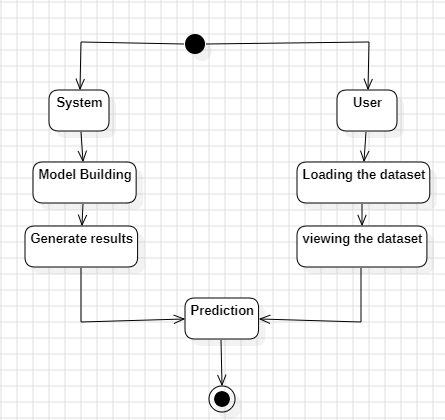 System
User
Model Building
Loading the dataset
Generate results
viewing the dataset
Prediction